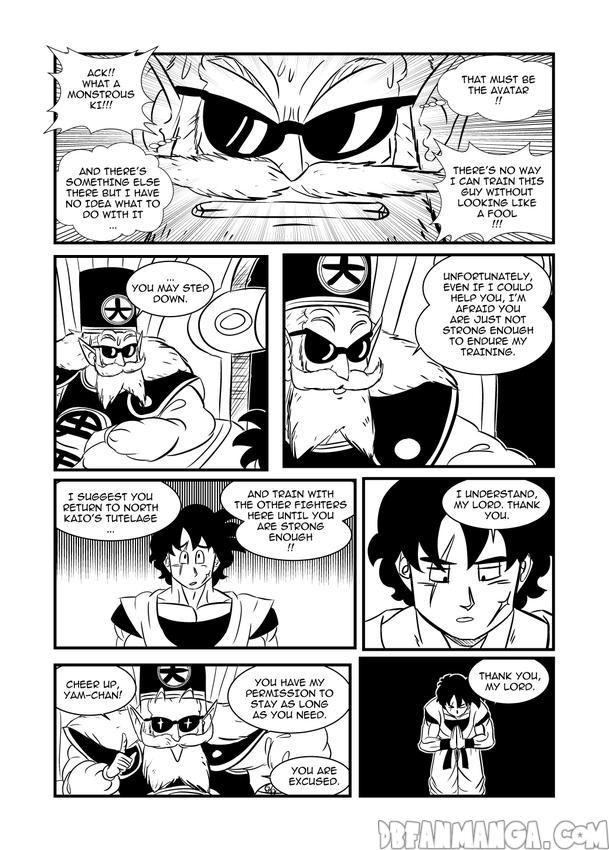 ACK!!
WHAT A
MONSTROUS
KI!!!
THAT MUST BE
THE AVATAR
!!
AND THERE'S
SOMETHING ELSE
THERE BUT I HAVE
NO IDEA WHAT TO
DO WITH IT
...
THERE'S NO WAY
I CAN TRAIN THIS
GUY WITHOUT
LOOKING LIKE
A FOOL
!!!
...
YOU MAY STEP
DOWN.
大
大
UNFORTUNATELY,
EVEN IF I COULD
HELP YOU, I'M
AFRAID YOU
ARE JUST NOT
STRONG ENOUGH
TO ENDURE MY
TRAINING.
I SUGGEST YOU
RETURN TO NORTH
KAIO'S TUTELAGE
...
AND TRAIN WITH
THE OTHER FIGHTERS
HERE UNTIL YOU
ARE STRONG
ENOUGH
!!
I UNDERSTAND,
MY LORD. THANK
YOU.
CHEER UP,
YAM-CHAN!
大
YOU HAVE MY
PERMISSION TO
STAY AS LONG
AS YOU NEED.
YOU ARE
EXCUSED.
THANK YOU,
MY LORD.
DBFANMANGA.COM